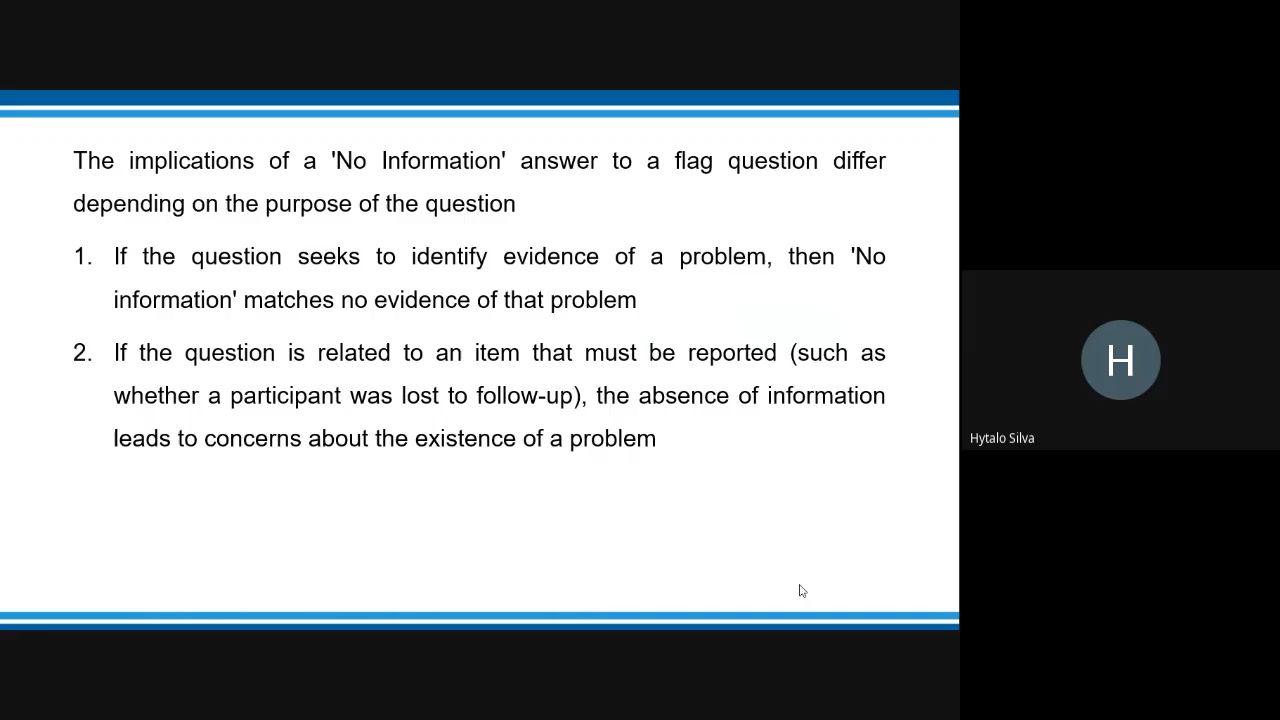 The implications of a 'No Information' answer to a flag question differ
depending on the purpose of the question
1. If the question seeks to identify evidence of a problem, then 'No
information' matches no evidence of that problem
2. If the question is related to an item that must be reported (such as
whether a participant was lost to follow-up), the absence of information
leads to concerns about the existence of a problem
H
Hytalo Silva